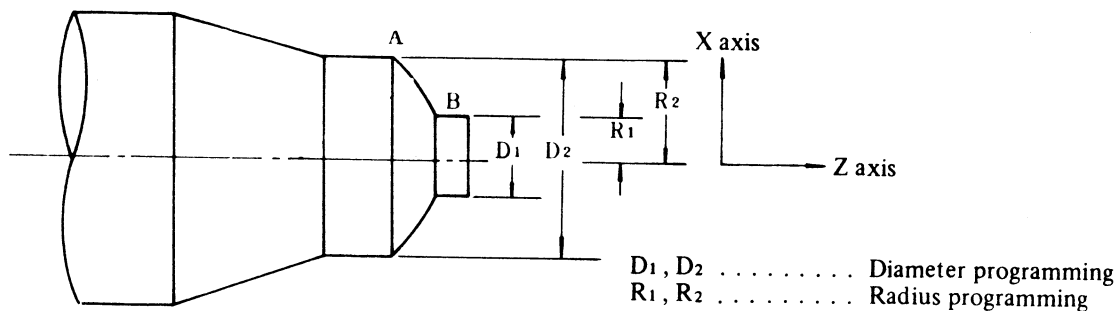 A
X axis
B
R2
R1
D1
D2
Z axis
D1 , D2 . . . . . . . . . Diameter programming
R1 , R2 . . . . . . . . . Radius programming